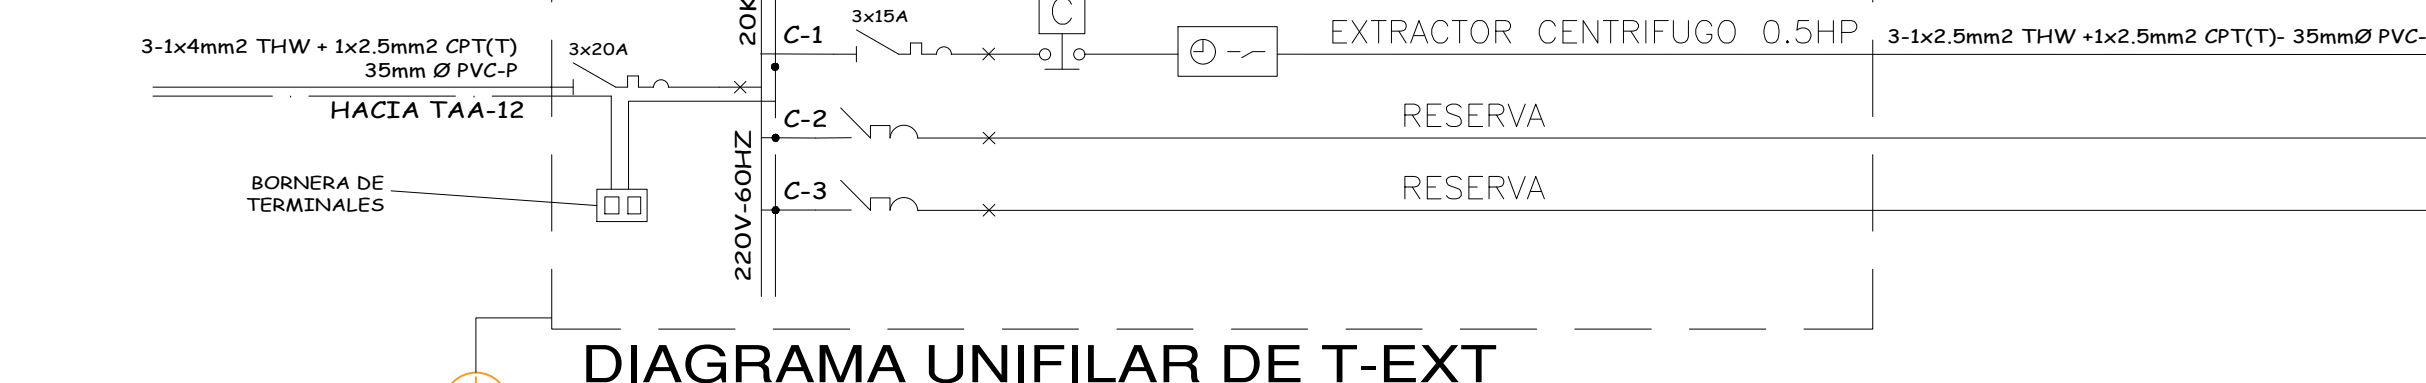 3-1x4mm2 THW + 1x2.5mm2 CPT(T)
35mm Ø PVC-P
HACIA TAA-12
3x20A
BORNERA DE
TERMINALES
20K
220V-60HZ
C-1
3x15A
C
EXTRACTOR CENTRIFUGO 0.5HP
3-1x2.5mm2 THW +1x2.5mm2 CPT(T)- 35mmØ PVC-
C-2
RESERVA
C-3
RESERVA
DIAGRAMA UNIFILAR DE T-EXT